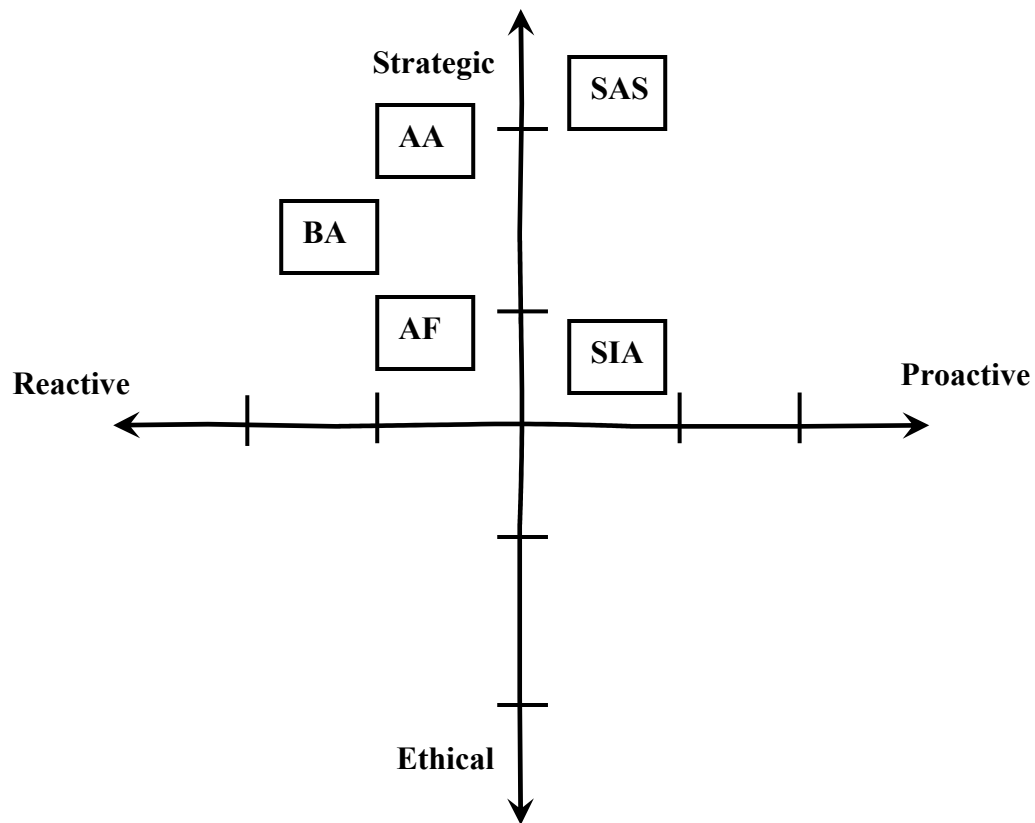 Strategic
SAS
AA
BA
AF
SIA
Reactive
Proactive
Ethical